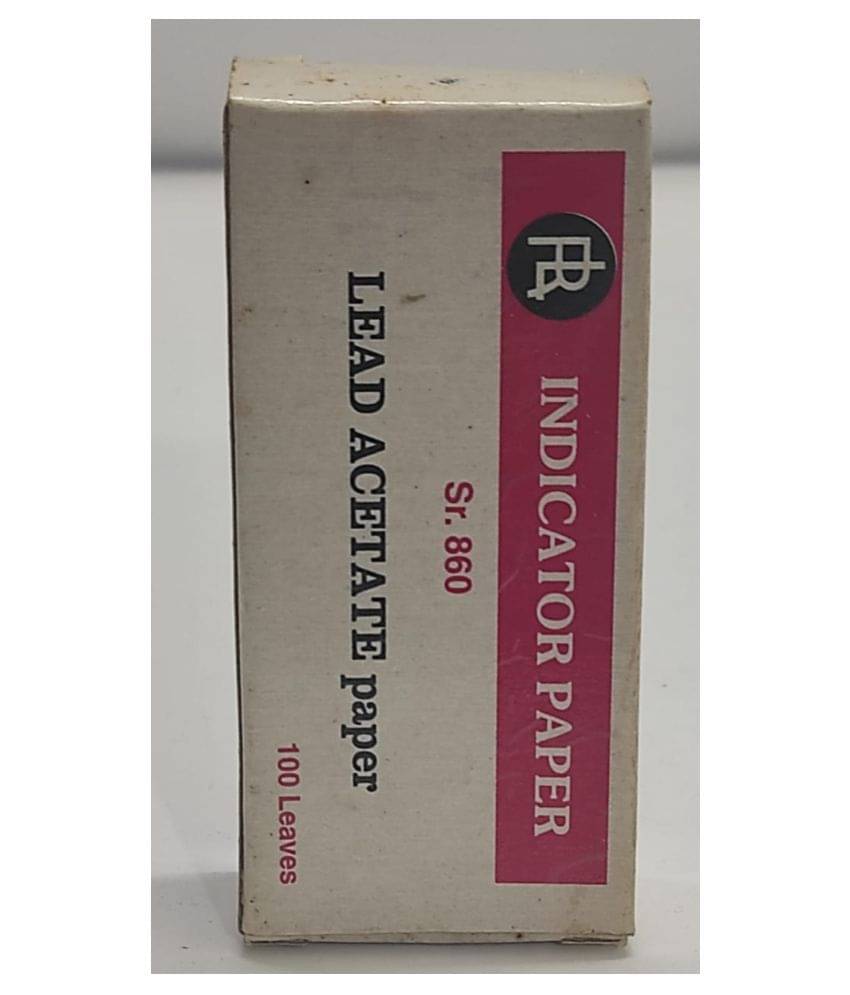 INDICATOR PAPER
Sr. 860
LEAD ACETATE paper
100 Leaves